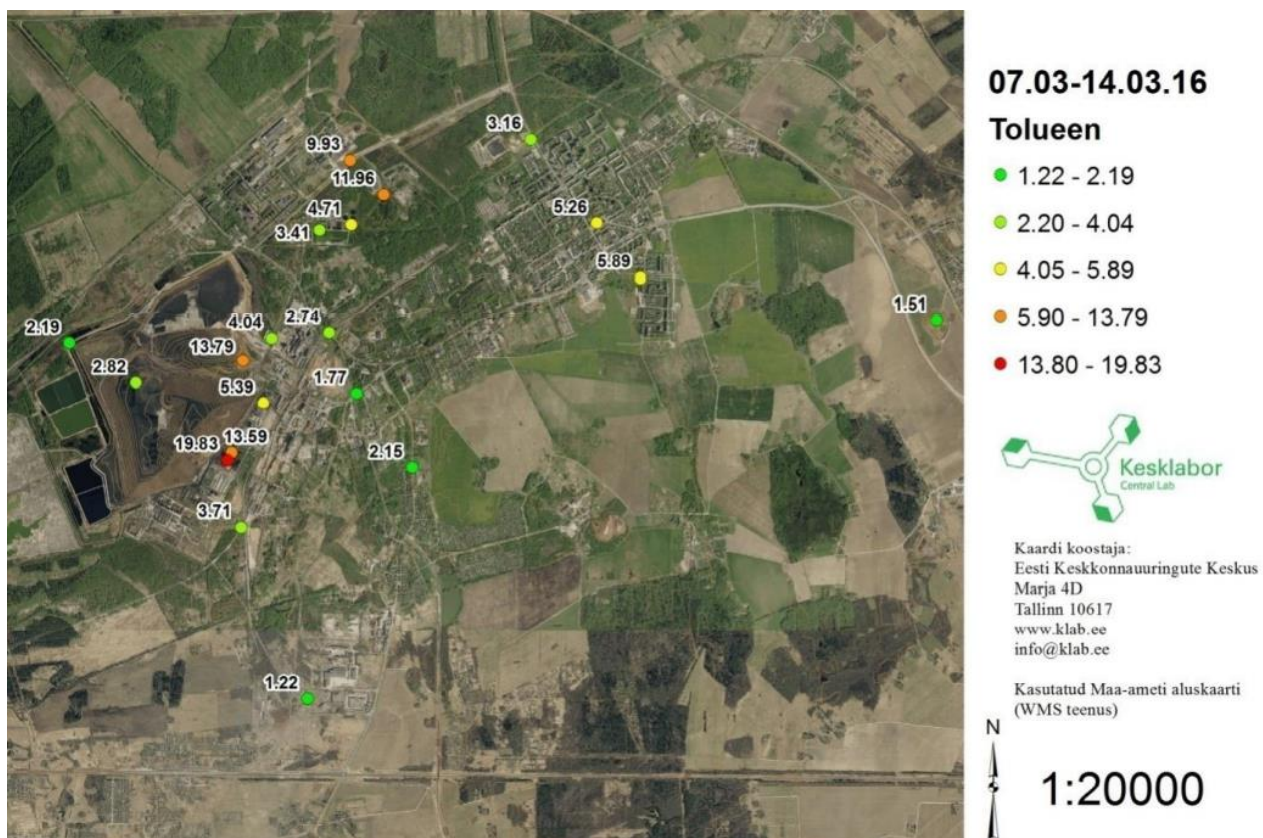 07.03-14.03.16
Tolueen
1.22 - 2.19
2.20 - 4.04
4.05 - 5.89
5.90 - 13.79
13.80 - 19.83
Kesklabor
Central Lab
Kaardi koostaja:
Eesti Keskkonnauuringute Keskus
Marja 4D
Tallinn 10617
www.klab.ee
info@klab.ee
Kasutatud Maa-ameti aluskaarti
(WMS teenus)
N
1:20000
3.16
9.93
11.96
4.71
3.41
5.26
5.89
1.51
2.19
4.04
2.74
13.79
2.82
1.77
5.39
19.83
13.59
2.15
3.71
1.22